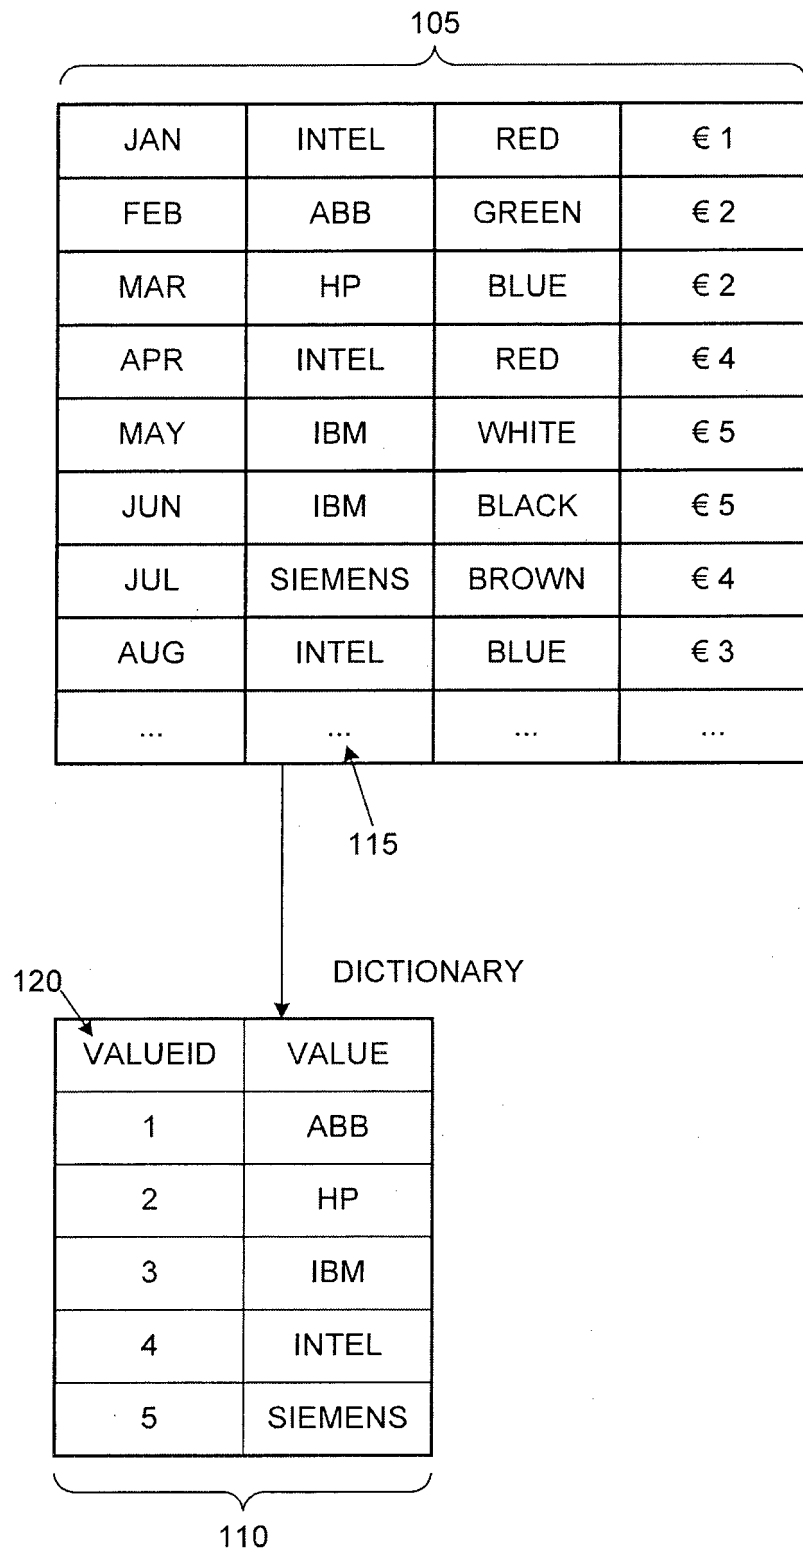 105
JAN INTEL RED € 1
FEB ABB GREEN € 2
MAR HP BLUE € 2
APR INTEL RED € 4
MAY IBM WHITE € 5
JUN IBM BLACK € 5
JUL SIEMENS BROWN € 4
AUG INTEL BLUE € 3
... ... ... ...
115
DICTIONARY
120
VALUEID VALUE
1 ABB
2 HP
3 IBM
4 INTEL
5 SIEMENS
110